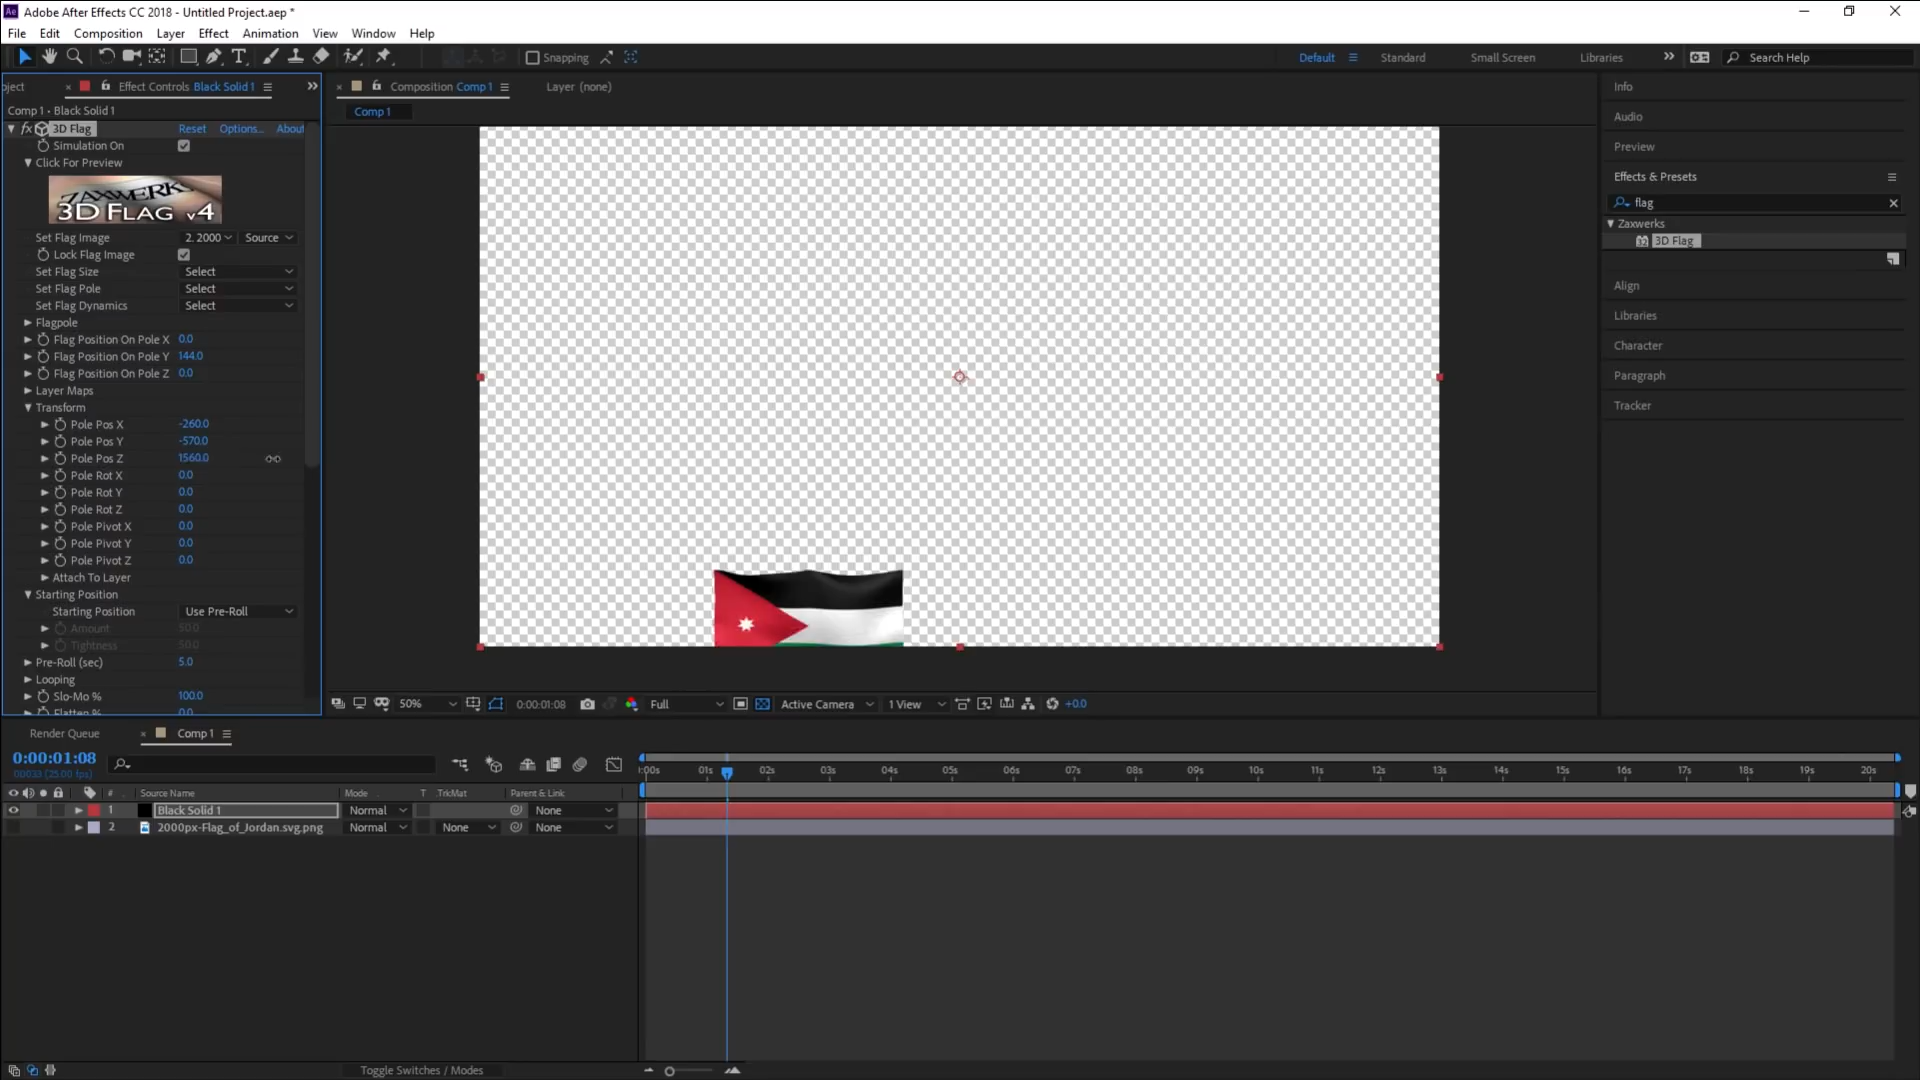 Adobe After Effects CC 2018 - Untitled Project.aep *
File Edit Composition Layer Effect Animation View Window Help
Snapping Default Standard Small Screen Libraries Search Help
oject Effect Controls Black Solid 1
Comp 1 • Black Solid 1
fx 3D Flag Reset Options... About
Simulation On
Click For Preview
ZAXWERKS
3D FLAG v4
Set Flag Image 2. 2000 Source
Lock Flag Image
Set Flag Size Select
Set Flag Pole Select
Set Flag Dynamics Select
Flagpole
Flag Position On Pole X 0.0
Flag Position On Pole Y 144.0
Flag Position On Pole Z 0.0
Layer Maps
Transform
Pole Pos X -260.0
Pole Pos Y -570.0
Pole Pos Z 1560.0
Pole Rot X 0.0
Pole Rot Y 0.0
Pole Rot Z 0.0
Pole Pivot X 0.0
Pole Pivot Y 0.0
Pole Pivot Z 0.0
Attach To Layer
Starting Position
Starting Position Use Pre-Roll
Amount 50.0
Tightness 50.0
Pre-Roll (sec) 5.0
Looping
Slo-Mo % 100.0
Flatten % 0.0
Composition Comp 1 Layer (none)
Comp 1
50% 0:00:01:08 Full Active Camera 1 View +0.0
Info
Audio
Preview
Effects & Presets
flag
Zaxwerks
3D Flag
Align
Libraries
Character
Paragraph
Tracker
Render Queue Comp 1
0:00:01:08
00033 (25.00 fps)
:00s 01s 02s 03s 04s 05s 06s 07s 08s 09s 10s 11s 12s 13s 14s 15s 16s 17s 18s 19s 20s
# Source Name Mode T TrkMat Parent & Link
1 Black Solid 1 Normal None
2 2000px-Flag_of_Jordan.svg.png Normal None None
Toggle Switches / Modes